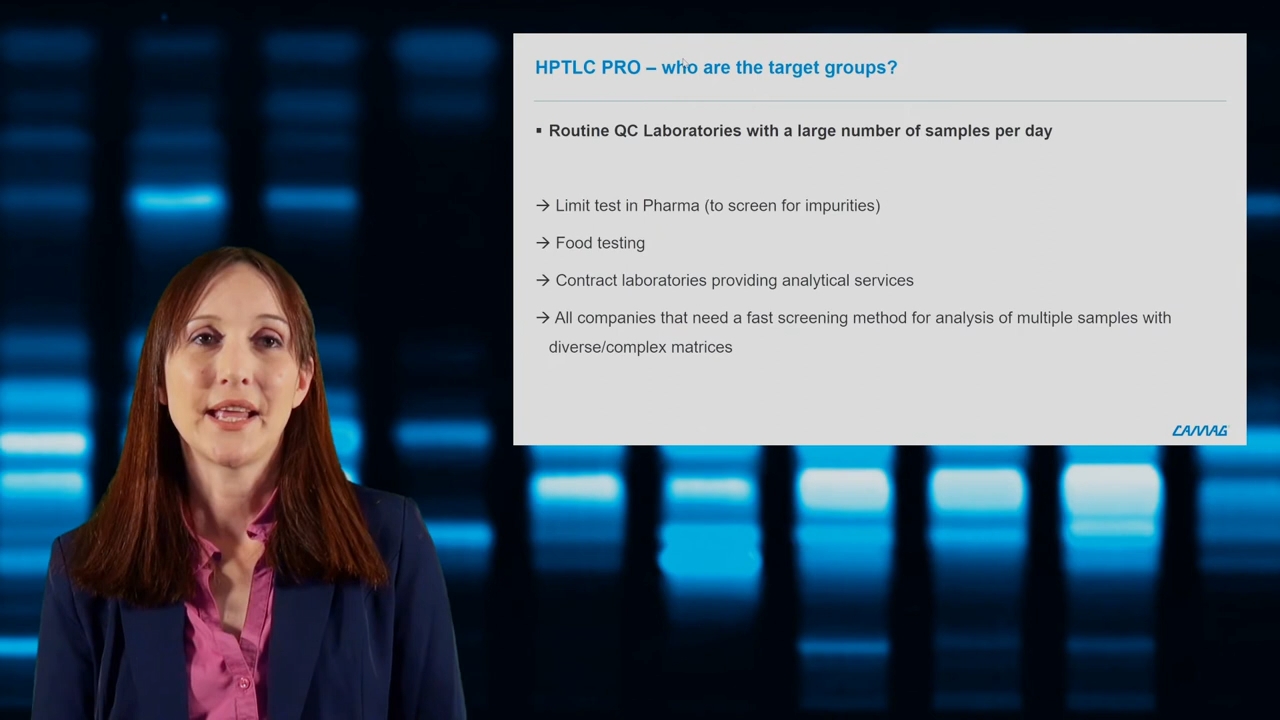 HPTLC PRO – who are the target groups?
▪ Routine QC Laboratories with a large number of samples per day
→ Limit test in Pharma (to screen for impurities)
→ Food testing
→ Contract laboratories providing analytical services
→ All companies that need a fast screening method for analysis of multiple samples with
diverse/complex matrices
CAMAG